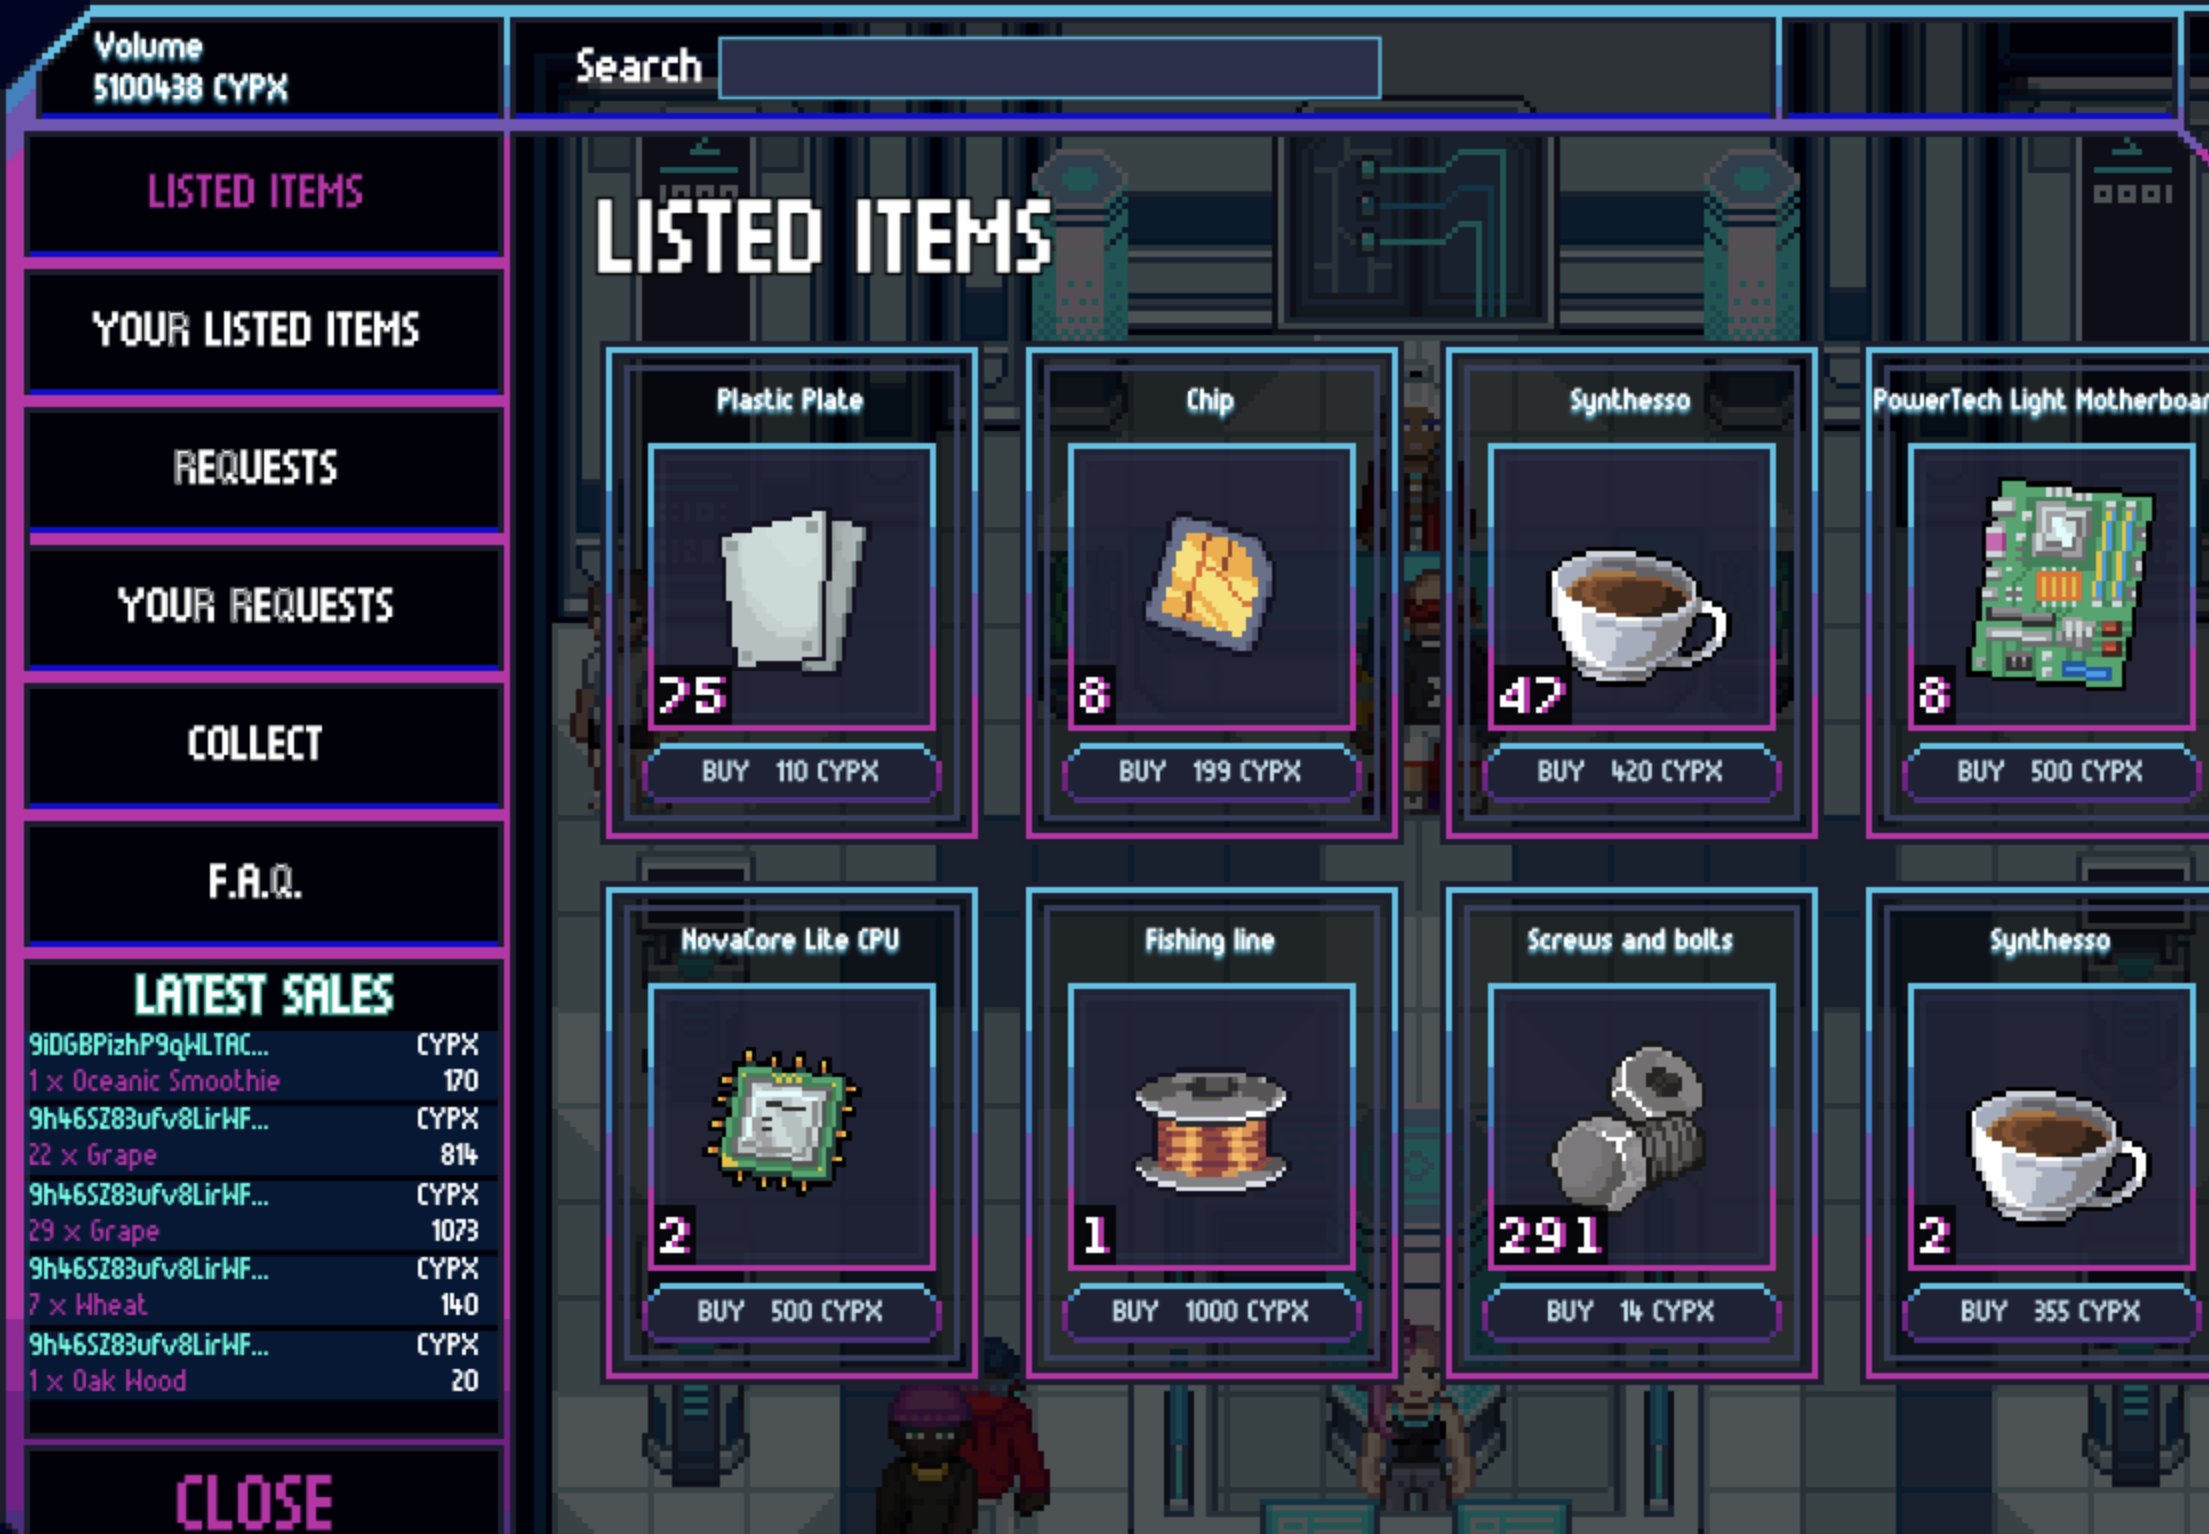 Volume
5100438 CYPX
Search
LISTED ITEMS
YOUR LISTED ITEMS
REQUESTS
YOUR REQUESTS
COLLECT
F.A.Q.
LATEST SALES
9iDGBPizhP9qWLTAC... CYPX
1 x Oceanic Smoothie 170
9h46SZ83ufv8LirWF... CYPX
22 x Grape 814
9h46SZ83ufv8LirWF... CYPX
29 x Grape 1073
9h46SZ83ufv8LirWF... CYPX
7 x Wheat 140
9h46SZ83ufv8LirWF... CYPX
1 x Oak Wood 20
CLOSE
LISTED ITEMS
Plastic Plate
75
BUY 110 CYPX
Chip
8
BUY 199 CYPX
Synthesso
47
BUY 420 CYPX
PowerTech Light Motherboar
8
BUY 500 CYPX
NovaCore Lite CPU
2
BUY 500 CYPX
Fishing line
1
BUY 1000 CYPX
Screws and bolts
291
BUY 14 CYPX
Synthesso
2
BUY 355 CYPX